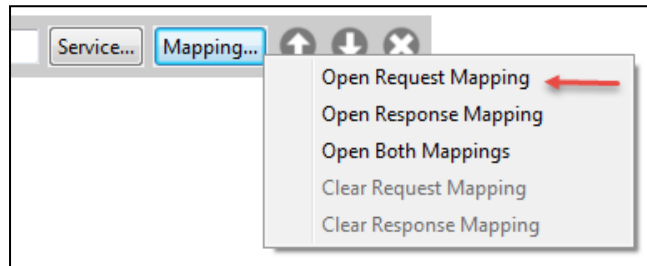 Service... Mapping...
Open Request Mapping
Open Response Mapping
Open Both Mappings
Clear Request Mapping
Clear Response Mapping